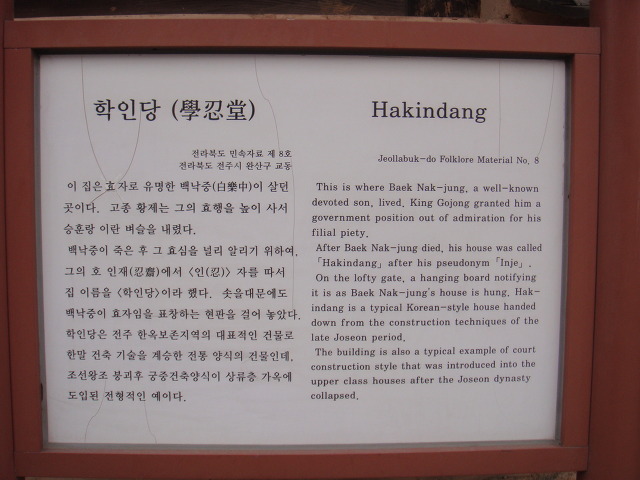 학인당 (學忍堂)
전라북도 민속자료 제 8호
전라북도 전주시 완산구 교동
이 집은 효자로 유명한 백낙중(白樂中)이 살던
곳이다. 고종 황제는 그의 효행을 높이 사서
승훈랑 이란 벼슬을 내렸다.
백낙중이 죽은 후 그 효심을 널리 알리기 위하여,
그의 호 인재(忍齋)에서 〈인(忍)〉 자를 따서
집 이름을 〈학인당〉이라 했다. 솟을대문에도
백낙중이 효자임을 표창하는 현판을 걸어 놓았다.
학인당은 전주 한옥보존지역의 대표적인 건물로
한말 건축 기술을 계승한 전통 양식의 건물인데,
조선왕조 붕괴후 궁중건축양식이 상류층 가옥에
도입된 전형적인 예이다.
Hakindang
Jeollabuk-do Folklore Material No. 8
This is where Baek Nak-jung, a well-known
devoted son, lived. King Gojong granted him a
government position out of admiration for his
filial piety.
After Baek Nak-jung died, his house was called
「Hakindang」 after his pseudonym 「Inje」.
On the lofty gate, a hanging board notifying
it is as Baek Nak-jung's house is hung. Hak-
indang is a typical Korean-style house handed
down from the construction techniques of the
late Joseon period.
The building is also a typical example of court
construction style that was introduced into the
upper class houses after the Joseon dynasty
collapsed.